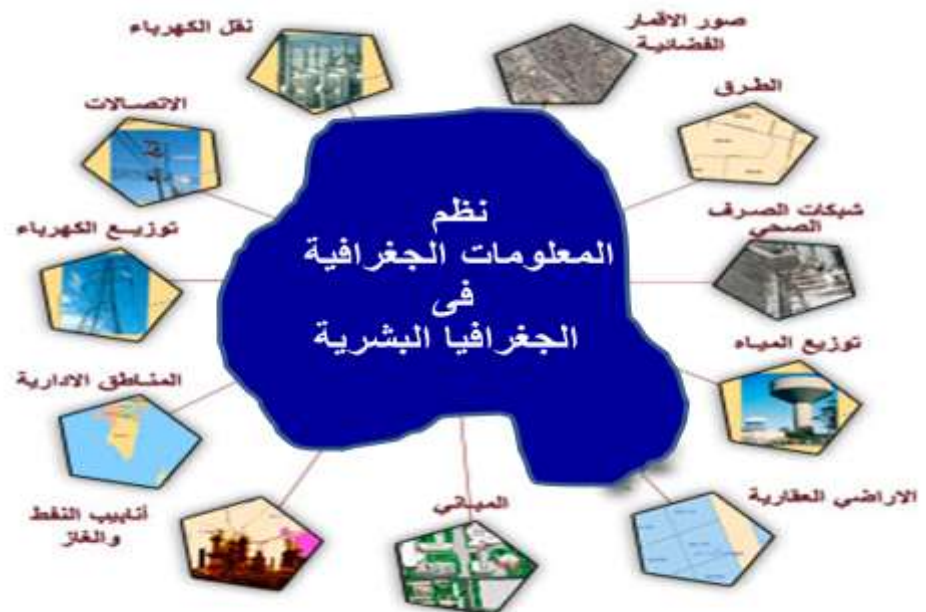 نظم
المعلومات الجغرافية
فى
الجغرافيا البشرية
صور الاقمار
الفضائية
الطرق
شبكات الصرف
الصحي
توزيع المياه
الاراضي العقارية
المباني
أنابيب النفط
والغاز
المناطق الادارية
توزيع الكهرباء
الاتصالات
نقل الكهرباء